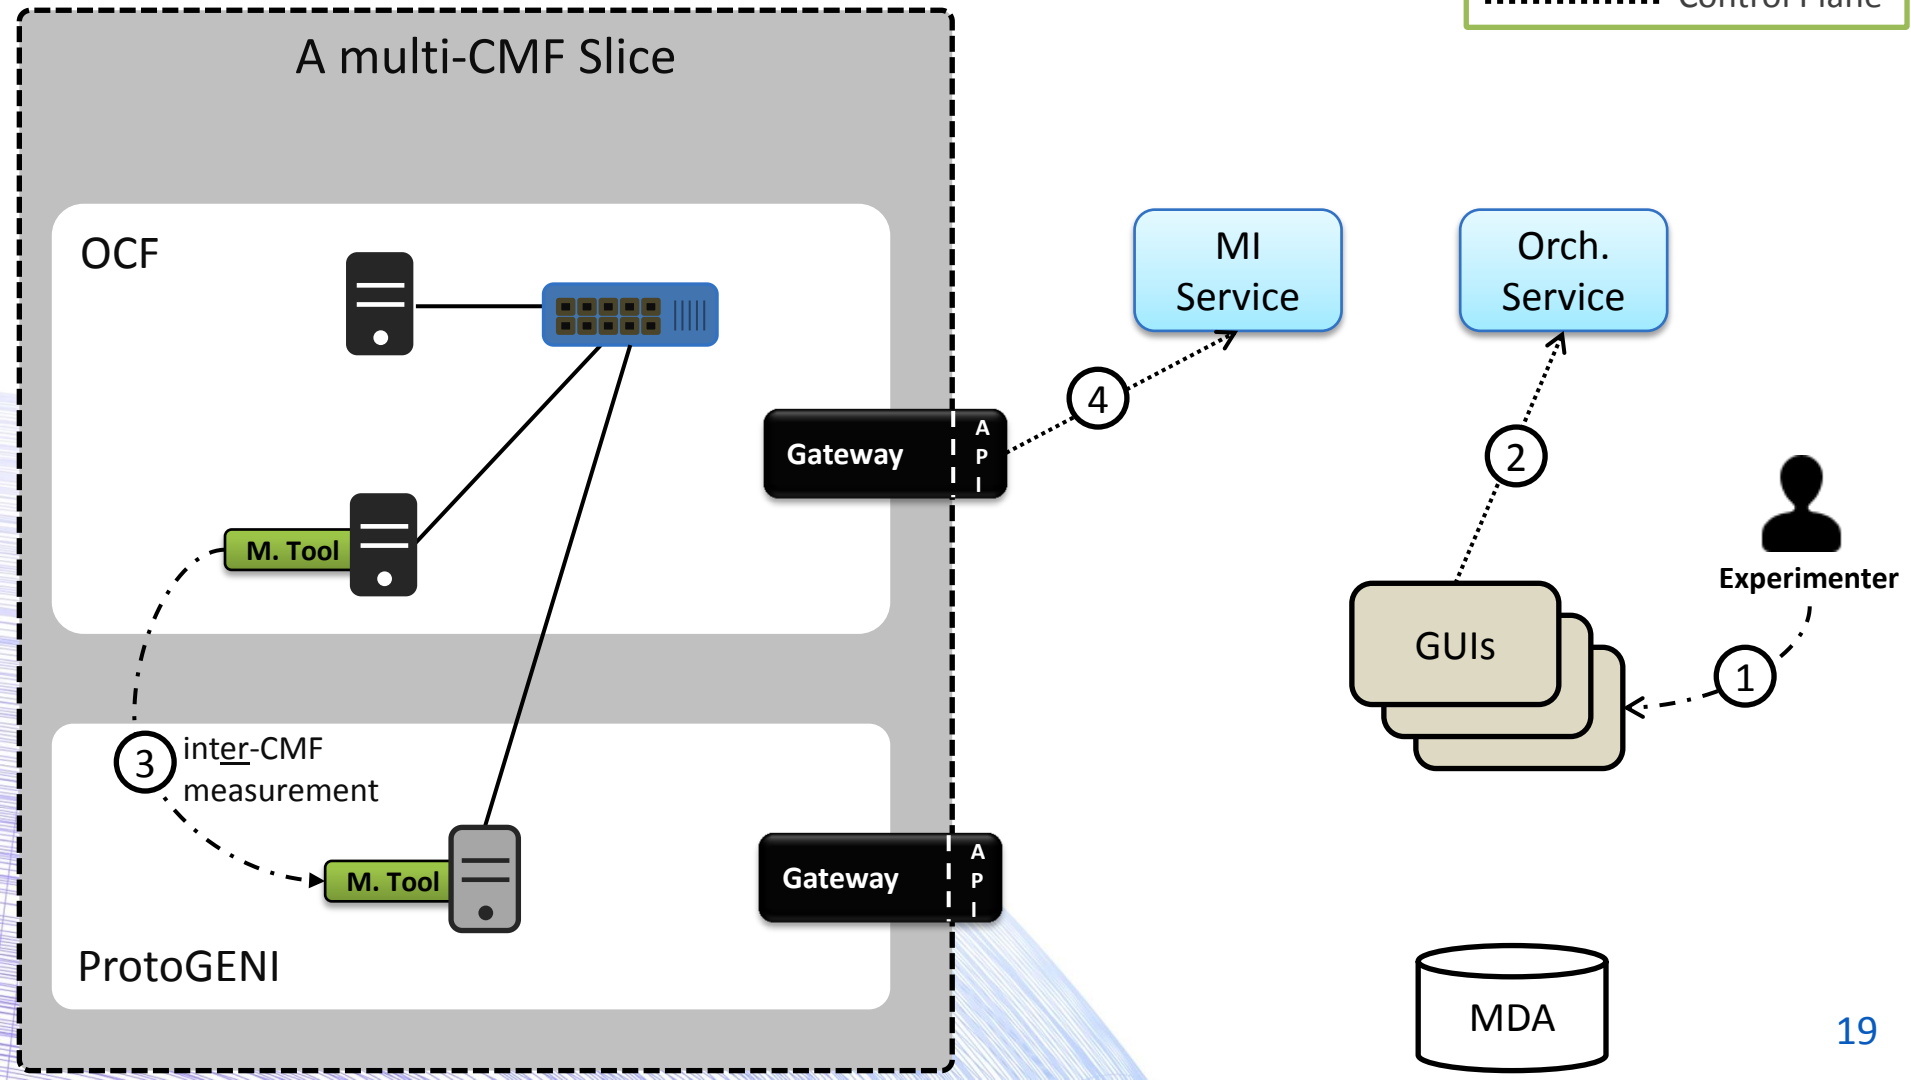 Control Plane
A multi-CMF Slice
OCF
MI
Service
Orch.
Service
4
Gateway
A
P
I
2
M. Tool
Experimenter
GUIs
1
3
inter-CMF
measurement
Gateway
A
P
I
M. Tool
ProtoGENI
MDA
19